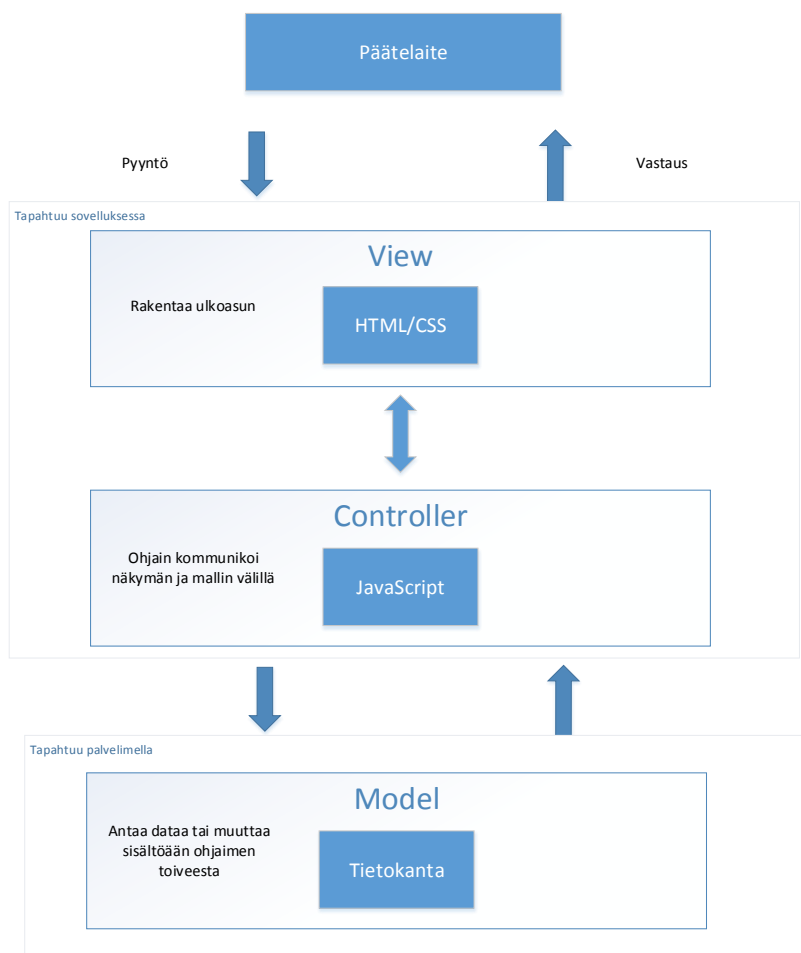 Päätelaite
Pyyntö
Vastaus
Tapahtuu sovelluksessa
View
Rakentaa ulkoasun
HTML/CSS
Controller
Ohjain kommunikoi
näkymän ja mallin välillä
JavaScript
Tapahtuu palvelimella
Model
Antaa dataa tai muuttaa
sisältöään ohjaimen
toiveesta
Tietokanta